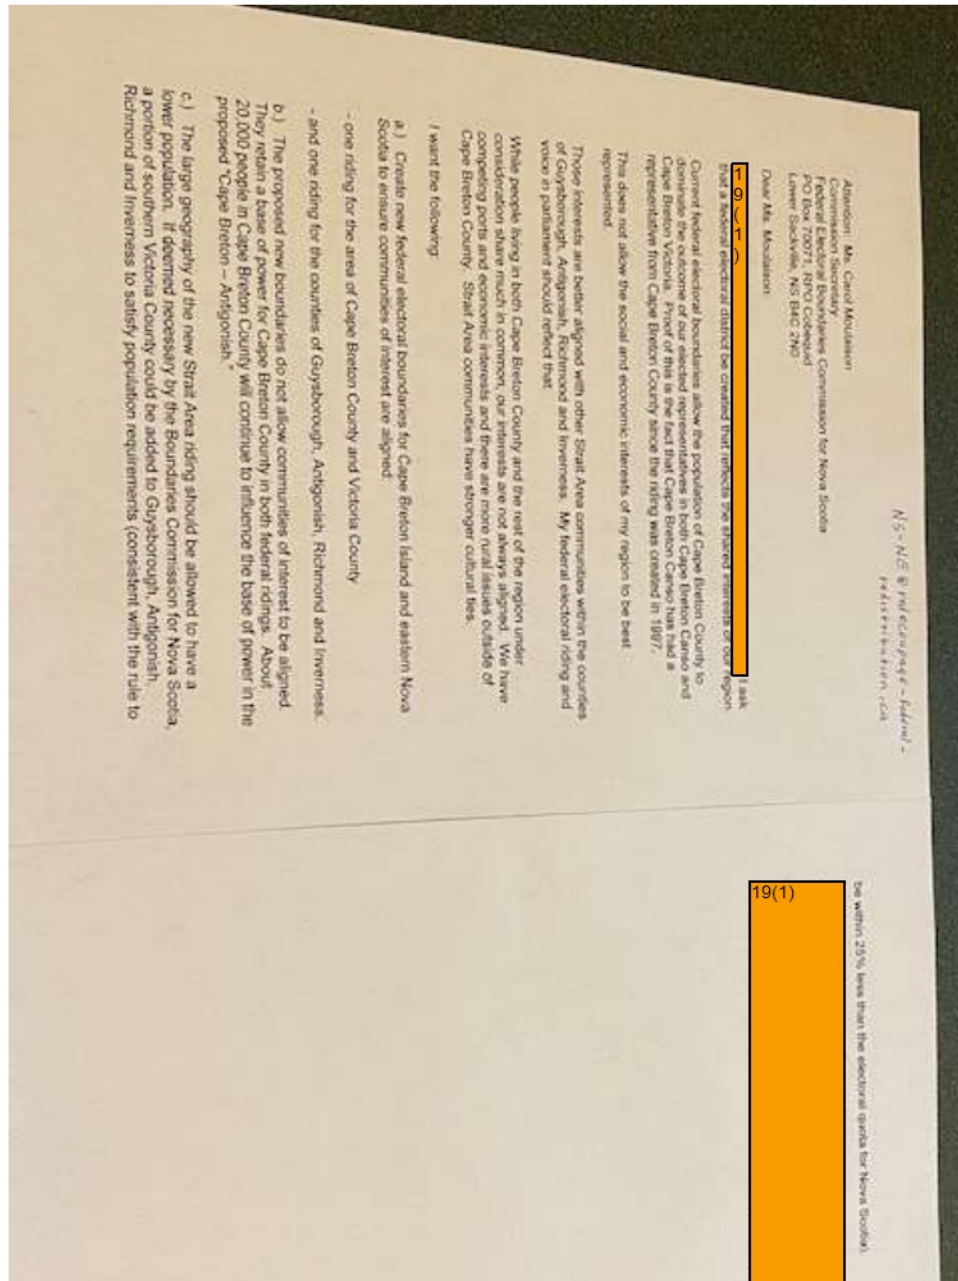 NS-NE@redecoupage-federal-
redistribution.ca
Attention: Ms. Carol Moulaison
Commission Secretary
Federal Electoral Boundaries Commission for Nova Scotia
PO Box 70071, RPO Cobequid
Lower Sackville, NS B4C 2N0
Dear Ms. Moulaison
19(1) I ask
that a federal electoral district be created that reflects the shared interests of our region
Current federal electoral boundaries allow the population of Cape Breton County to
dominate the outcome of our elected representatives in both Cape Breton Canso and
Cape Breton Victoria. Proof of this is the fact that Cape Breton Canso has had a
representative from Cape Breton County since the riding was created in 1997.
This does not allow the social and economic interests of my region to be best
represented.
Those interests are better aligned with other Strait Area communities within the counties
of Guysborough, Antigonish, Richmond and Inverness. My federal electoral riding and
voice in parliament should reflect that.
While people living in both Cape Breton County and the rest of the region under
consideration share much in common, our interests are not always aligned. We have
competing ports and economic interests and there are more rural issues outside of
Cape Breton County. Strait Area communities have stronger cultural ties.
I want the following:
a.) Create new federal electoral boundaries for Cape Breton Island and eastern Nova
Scotia to ensure communities of interest are aligned:
- one riding for the area of Cape Breton County and Victoria County
- and one riding for the counties of Guysborough, Antigonish, Richmond and Inverness.
b.) The proposed new boundaries do not allow communities of interest to be aligned.
They retain a base of power for Cape Breton County in both federal ridings. About
20,000 people in Cape Breton County will continue to influence the base of power in the
proposed "Cape Breton – Antigonish."
c.) The large geography of the new Strait Area riding should be allowed to have a
lower population. If deemed necessary by the Boundaries Commission for Nova Scotia,
a portion of southern Victoria County could be added to Guysborough, Antigonish,
Richmond and Inverness to satisfy population requirements (consistent with the rule to
be within 25% less than the electoral quota for Nova Scotia).
19(1)